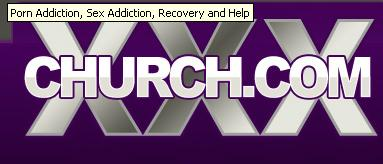 Porn Addiction, Sex Addiction, Recovery and Help
XXX
CHURCH.COM